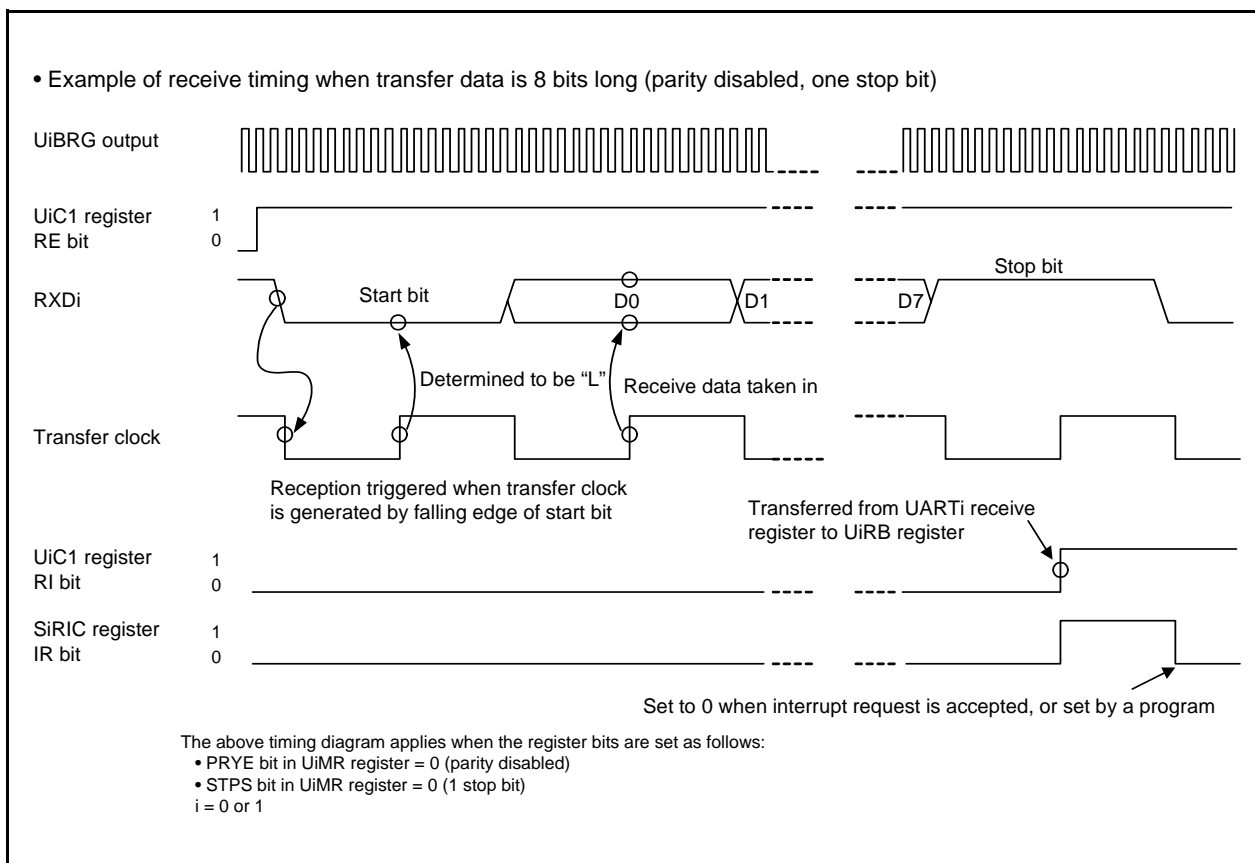 • Example of receive timing when transfer data is 8 bits long (parity disabled, one stop bit)
UiBRG output
UiC1 register
RE bit
1
0
RXDi
Start bit
D0
D1
D7
Stop bit
Determined to be “L”
Receive data taken in
Transfer clock
Reception triggered when transfer clock
is generated by falling edge of start bit
Transferred from UARTi receive
register to UiRB register
UiC1 register
RI bit
1
0
SiRIC register
IR bit
1
0
Set to 0 when interrupt request is accepted, or set by a program
The above timing diagram applies when the register bits are set as follows:
• PRYE bit in UiMR register = 0 (parity disabled)
• STPS bit in UiMR register = 0 (1 stop bit)
i = 0 or 1